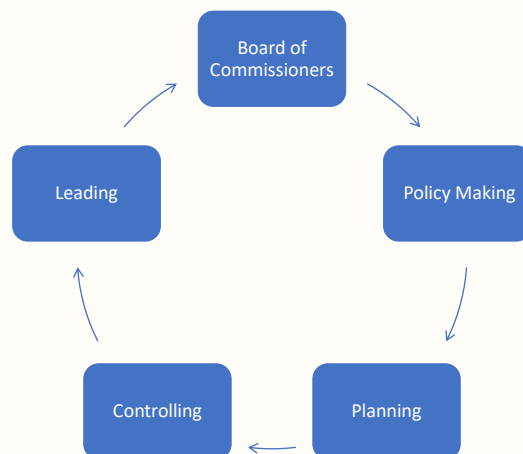 Board of
Commissioners
Policy Making
Planning
Controlling
Leading